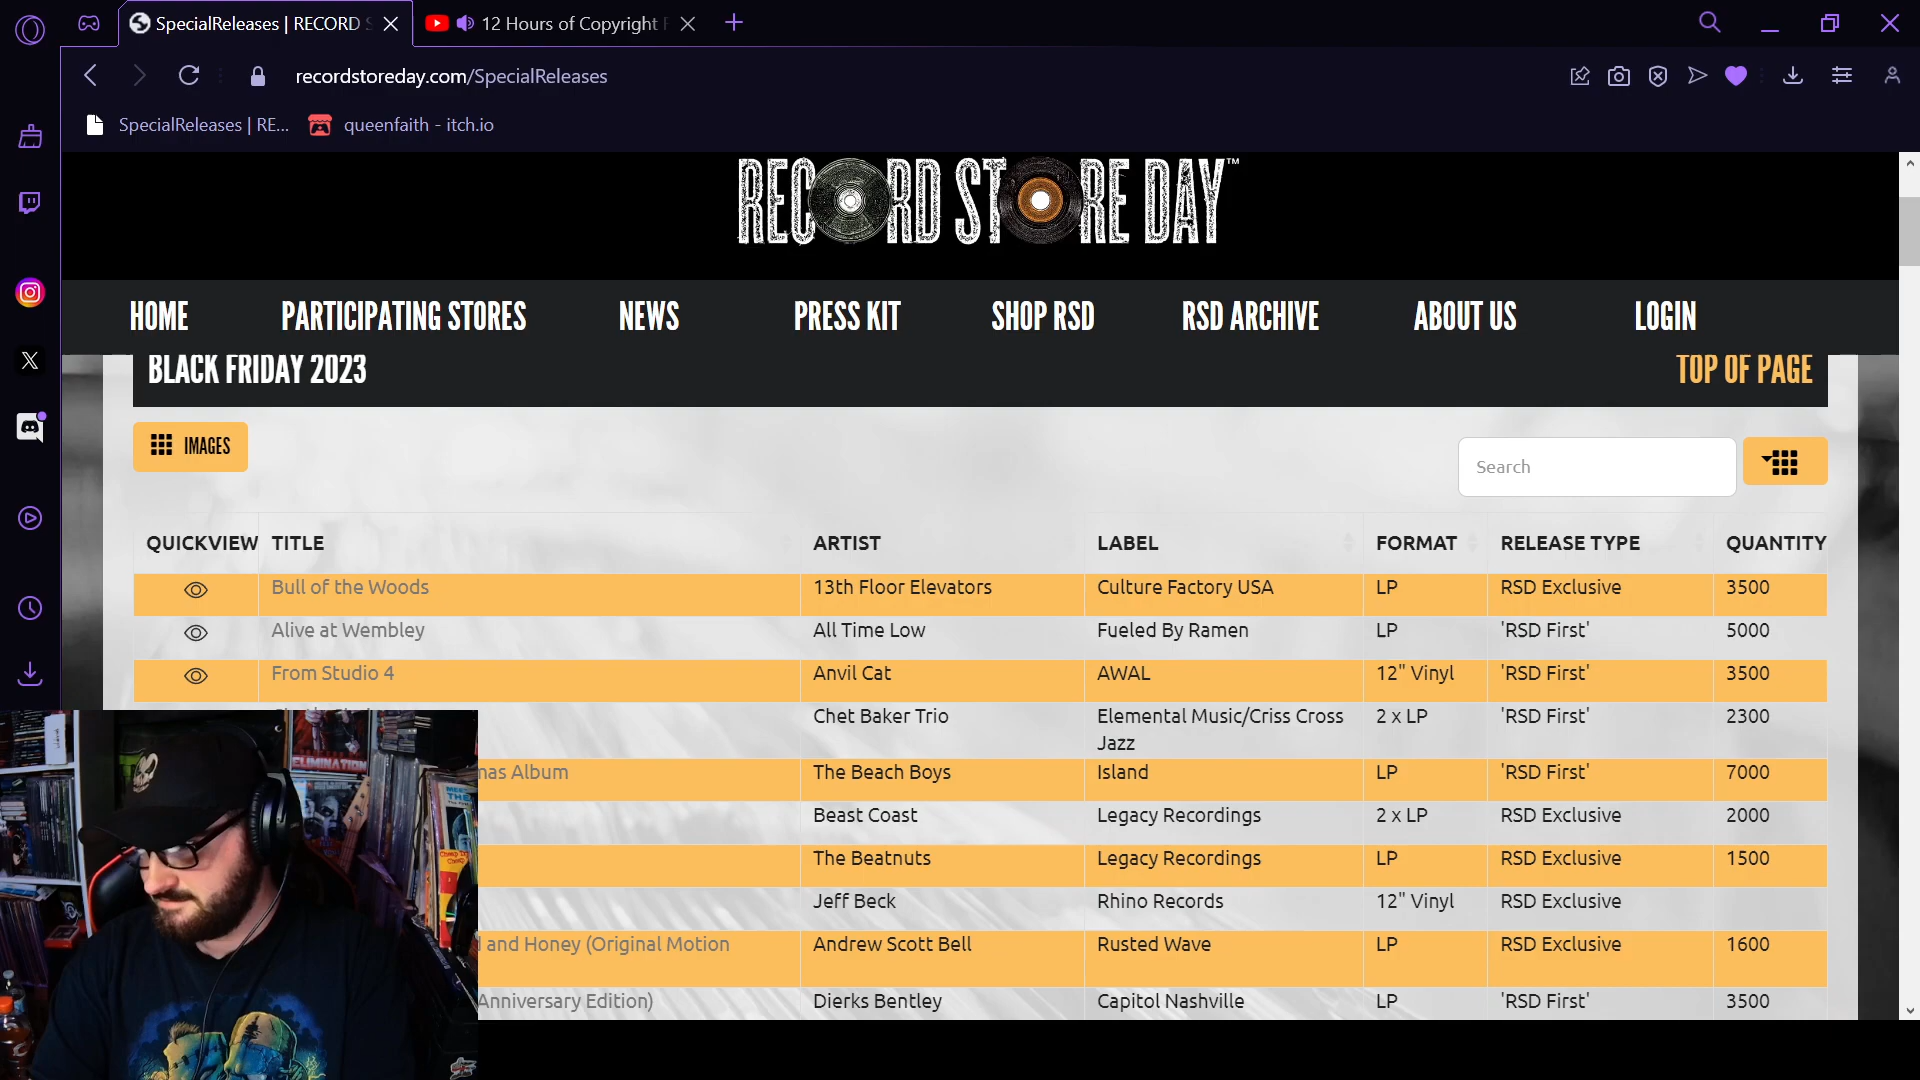 SpecialReleases | RECORD S
12 Hours of Copyright F
recordstoreday.com/SpecialReleases
SpecialReleases | RE...
queenfaith - itch.io
RECORD STORE DAY™
HOME PARTICIPATING STORES NEWS PRESS KIT SHOP RSD RSD ARCHIVE ABOUT US LOGIN
BLACK FRIDAY 2023 TOP OF PAGE
IMAGES
Search
QUICKVIEW TITLE ARTIST LABEL FORMAT RELEASE TYPE QUANTITY
Bull of the Woods 13th Floor Elevators Culture Factory USA LP RSD Exclusive 3500
Alive at Wembley All Time Low Fueled By Ramen LP 'RSD First' 5000
From Studio 4 Anvil Cat AWAL 12" Vinyl 'RSD First' 3500
Chet Baker Trio Elemental Music/Criss Cross 2 x LP 'RSD First' 2300
Jazz
mas Album The Beach Boys Island LP 'RSD First' 7000
Beast Coast Legacy Recordings 2 x LP RSD Exclusive 2000
The Beatnuts Legacy Recordings LP RSD Exclusive 1500
Jeff Beck Rhino Records 12" Vinyl RSD Exclusive
and Honey (Original Motion Andrew Scott Bell Rusted Wave LP RSD Exclusive 1600
Anniversary Edition) Dierks Bentley Capitol Nashville LP 'RSD First' 3500
ELIMINATION
MEET THE